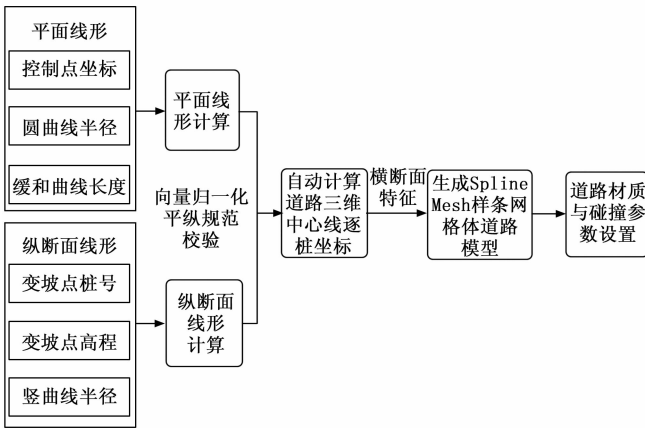 平面线形
控制点坐标
圆曲线半径
缓和曲线长度
纵断面线形
变坡点桩号
变坡点高程
竖曲线半径
平面线
形计算
向量归一化
平纵规范
校验
纵断面
线形
计算
自动计算
道路三维
中心线逐
桩坐标
横断面
特征
生成Spline
Mesh样条网
格体道路
模型
道路材质
与碰撞参
数设置